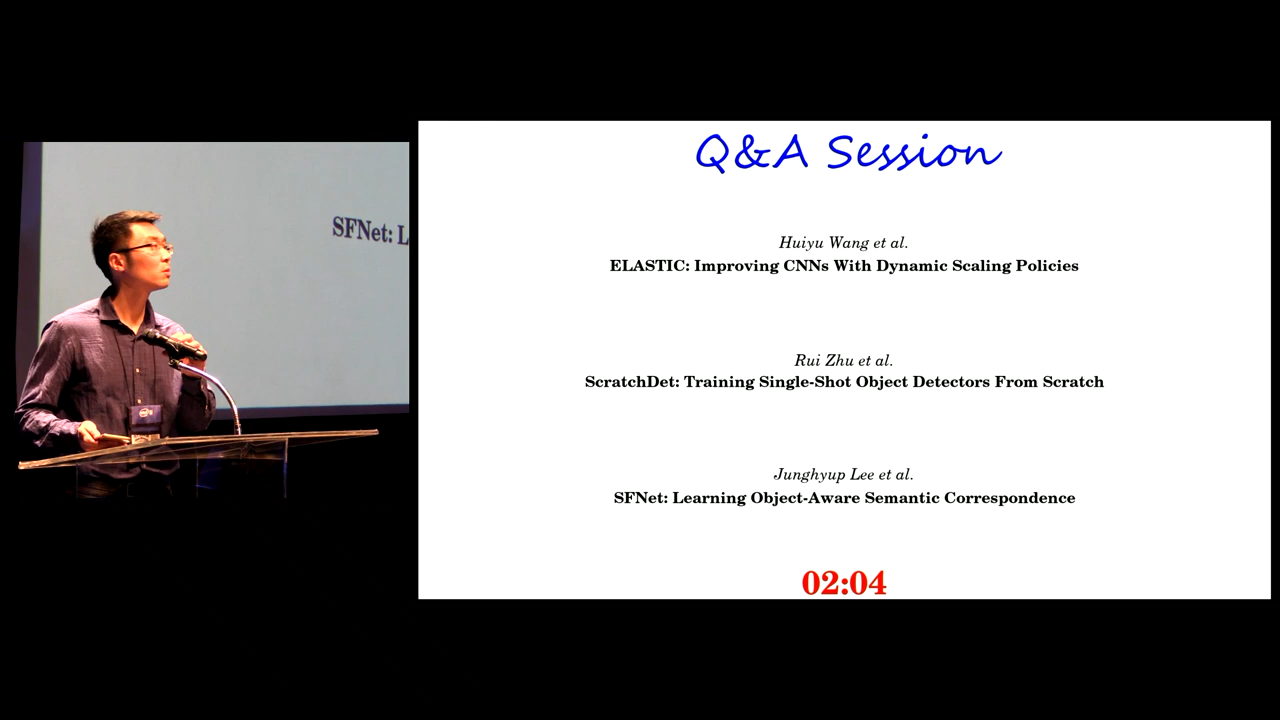 SFNet: L
Q&A Session
Huiyu Wang et al.
ELASTIC: Improving CNNs With Dynamic Scaling Policies
Rui Zhu et al.
ScratchDet: Training Single-Shot Object Detectors From Scratch
Junghyup Lee et al.
SFNet: Learning Object-Aware Semantic Correspondence
02:04